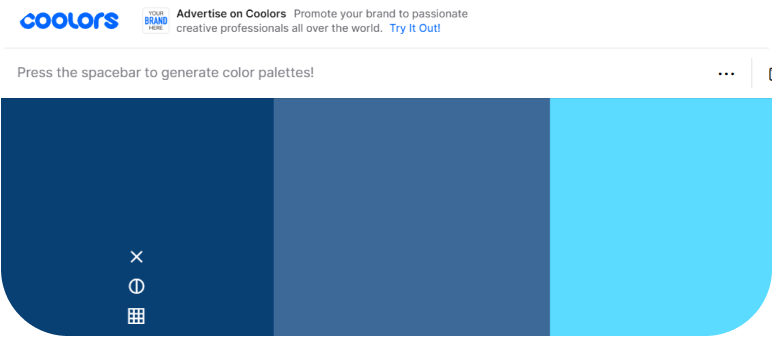 coolors
YOUR
BRAND
HERE
Advertise on Coolors Promote your brand to passionate
creative professionals all over the world. Try It Out!
Press the spacebar to generate color palettes!